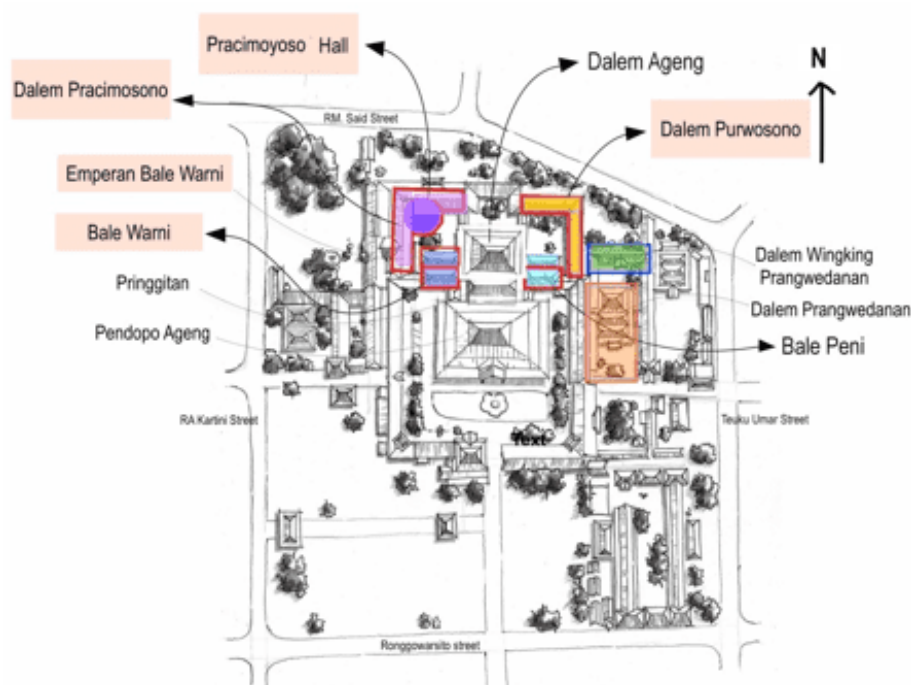 Pracimoyoso Hall
Dalem Ageng
N
Dalem Pracimosono
RM. Said Street
Dalem Purwosono
Emperan Bale Warni
Bale Warni
Dalem Wingking
Prangwedanan
Pringgitan
Dalem Prangwedanan
Pendopo Ageng
Bale Peni
RA Kartini Street
Teuku Umar Street
Text
Ronggowarsito street